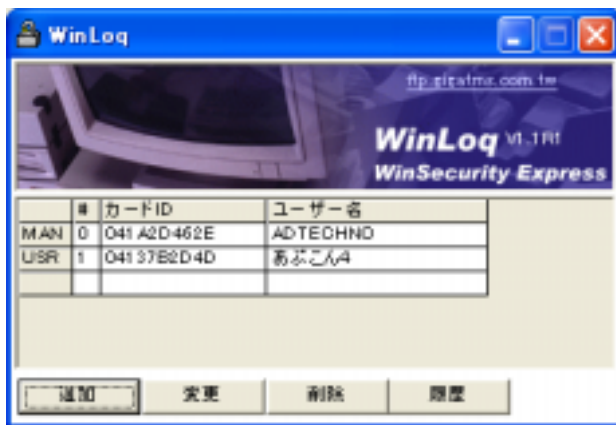 WinLoq
ftp.gigatms.com.tw
WinLoq V1.1R1
WinSecurity Express
# カードID ユーザー名
MAN 0 041A2D462E ADTECHNO
USR 1 04137B2D4D あぷこん4
追加 変更 削除 履歴